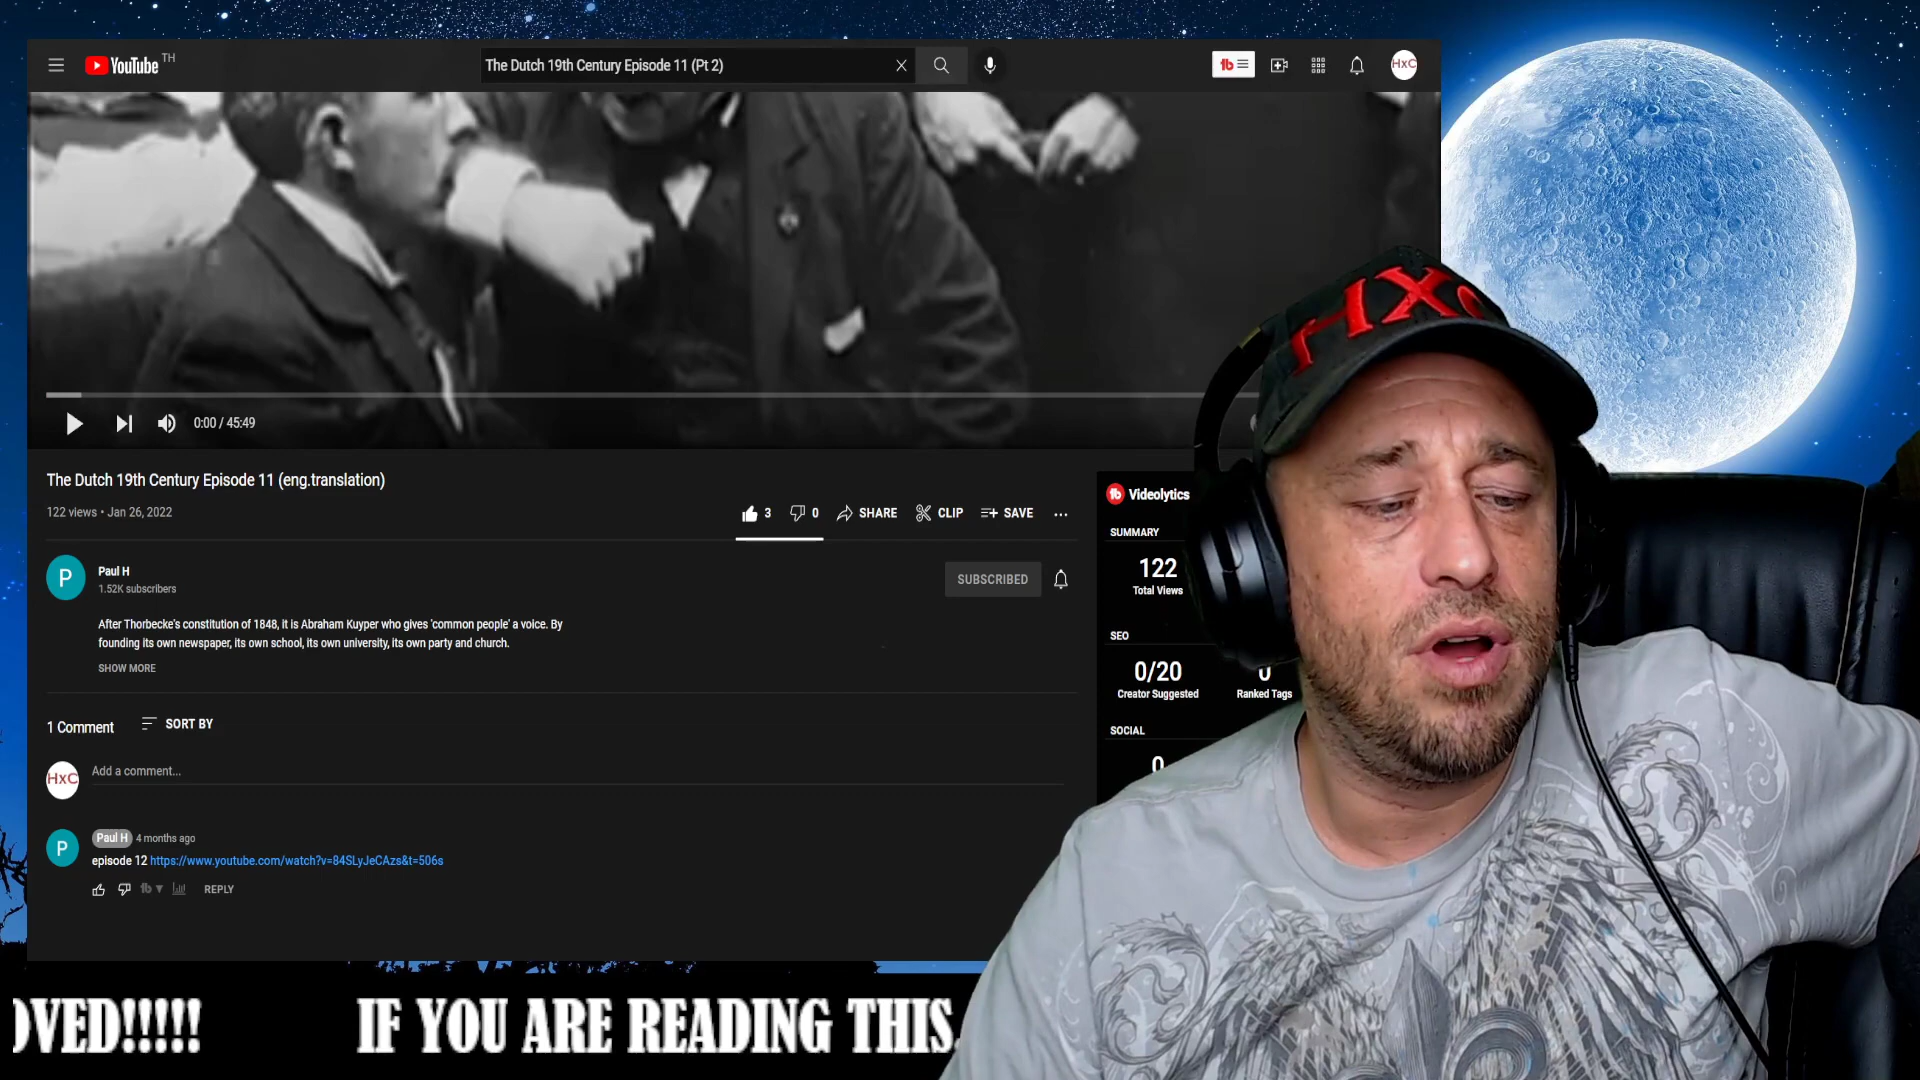 YouTube TH
The Dutch 19th Century Episode 11 (Pt 2)
HxC
HXC
0:00 / 45:49
The Dutch 19th Century Episode 11 (eng.translation)
122 views • Jan 26, 2022
3
0
SHARE
CLIP
SAVE
...
P
Paul H
1.52K subscribers
SUBSCRIBED
After Thorbecke's constitution of 1848, it is Abraham Kuyper who gives 'common people' a voice. By
founding its own newspaper, its own school, its own university, its own party and church.
SHOW MORE
1 Comment
SORT BY
HxC
Add a comment...
P
Paul H 4 months ago
episode 12 https://www.youtube.com/watch?v=84SLyJeCAzs&t=506s
REPLY
Videolytics
SUMMARY
122
Total Views
SEO
0/20
Creator Suggested
0
Ranked Tags
SOCIAL
0
OVED!!!!! IF YOU ARE READING THIS.